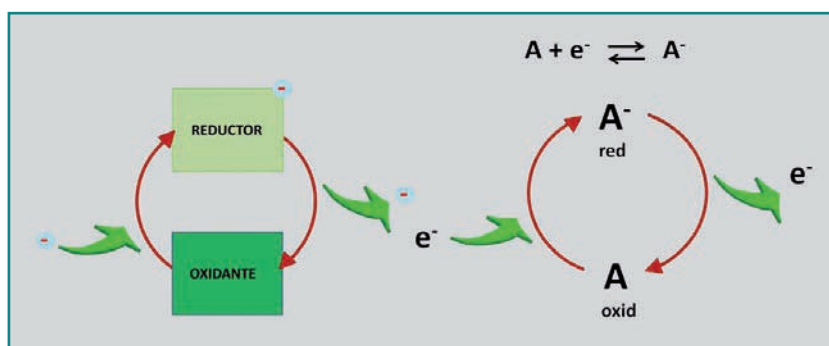 A + e⁻ ⇌ A⁻
-
REDUCTOR
A⁻
red
-
e⁻
-
e⁻
OXIDANTE
A
oxid